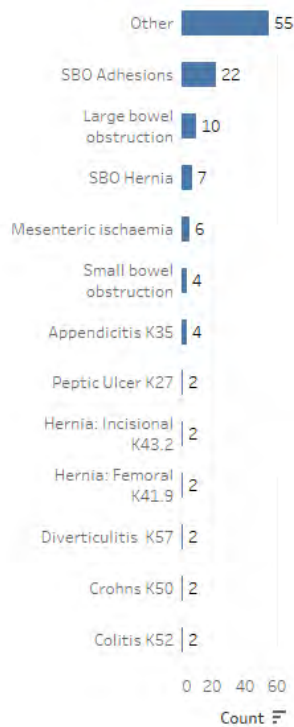 Other 55
SBO Adhesions 22
Large bowel
obstruction 10
SBO Hernia 7
Mesenteric ischaemia 6
Small bowel
obstruction 4
Appendicitis K35 4
Peptic Ulcer K27 2
Hernia: Incisional
K43.2 2
Hernia: Femoral
K41.9 2
Diverticulitis K57 2
Crohns K50 2
Colitis K52 2
0 20 40 60
Count